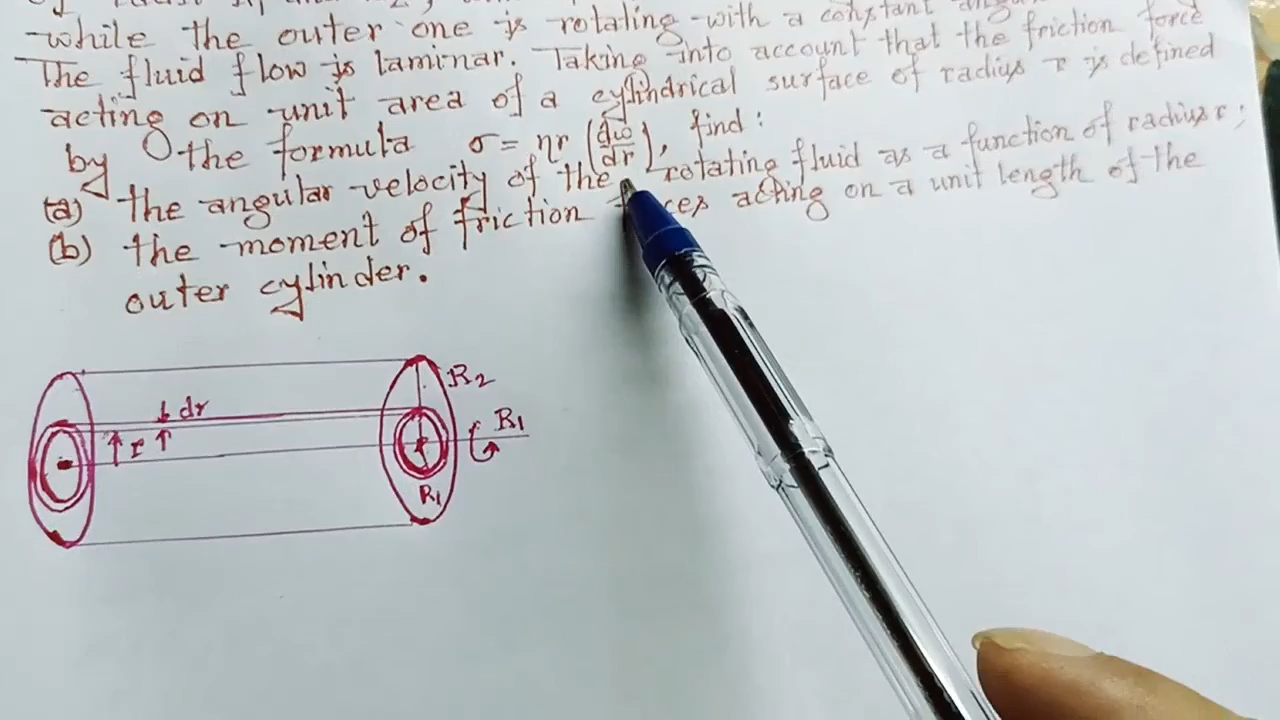 while the outer one is rotating with a constant
The fluid flow is laminar. Taking into account that the friction force
acting on unit area of a cylindrical surface of radius r is defined
by the formula σ = ηr (dω/dr), find:
(a) the angular velocity of the rotating fluid as a function of radius r;
(b) the moment of friction acting on a unit length of the
outer cylinder.
R2
dr
r
R1
R1